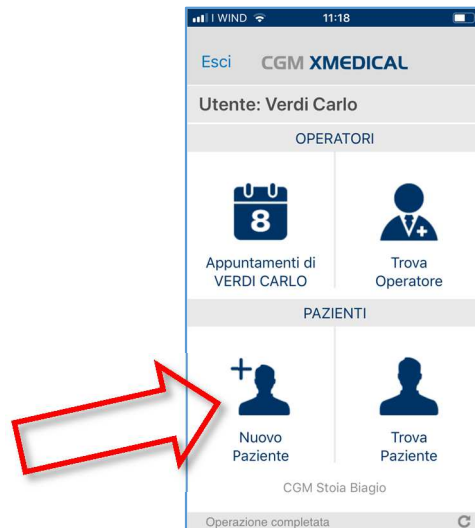 I WIND 11:18
Esci CGM XMEDICAL
Utente: Verdi Carlo
OPERATORI
8
Appuntamenti di
VERDI CARLO
Trova
Operatore
PAZIENTI
Nuovo
Paziente
Trova
Paziente
CGM Stoia Biagio
Operazione completata